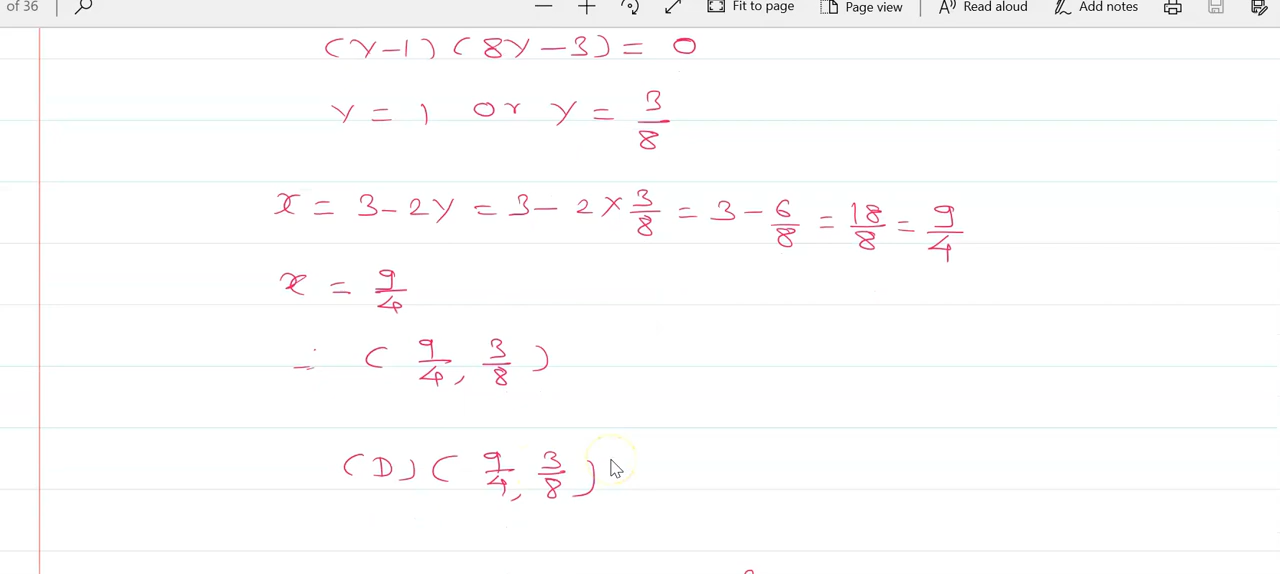 of 36 Fit to page Page view Read aloud Add notes
(y-1) (8y-3) = 0
y = 1 or y = 3/8
x = 3-2y = 3 - 2 × 3/8 = 3 - 6/8 = 18/8 = 9/4
x = 9/4
= ( 9/4, 3/8 )
(D) ( 9/4, 3/8 )